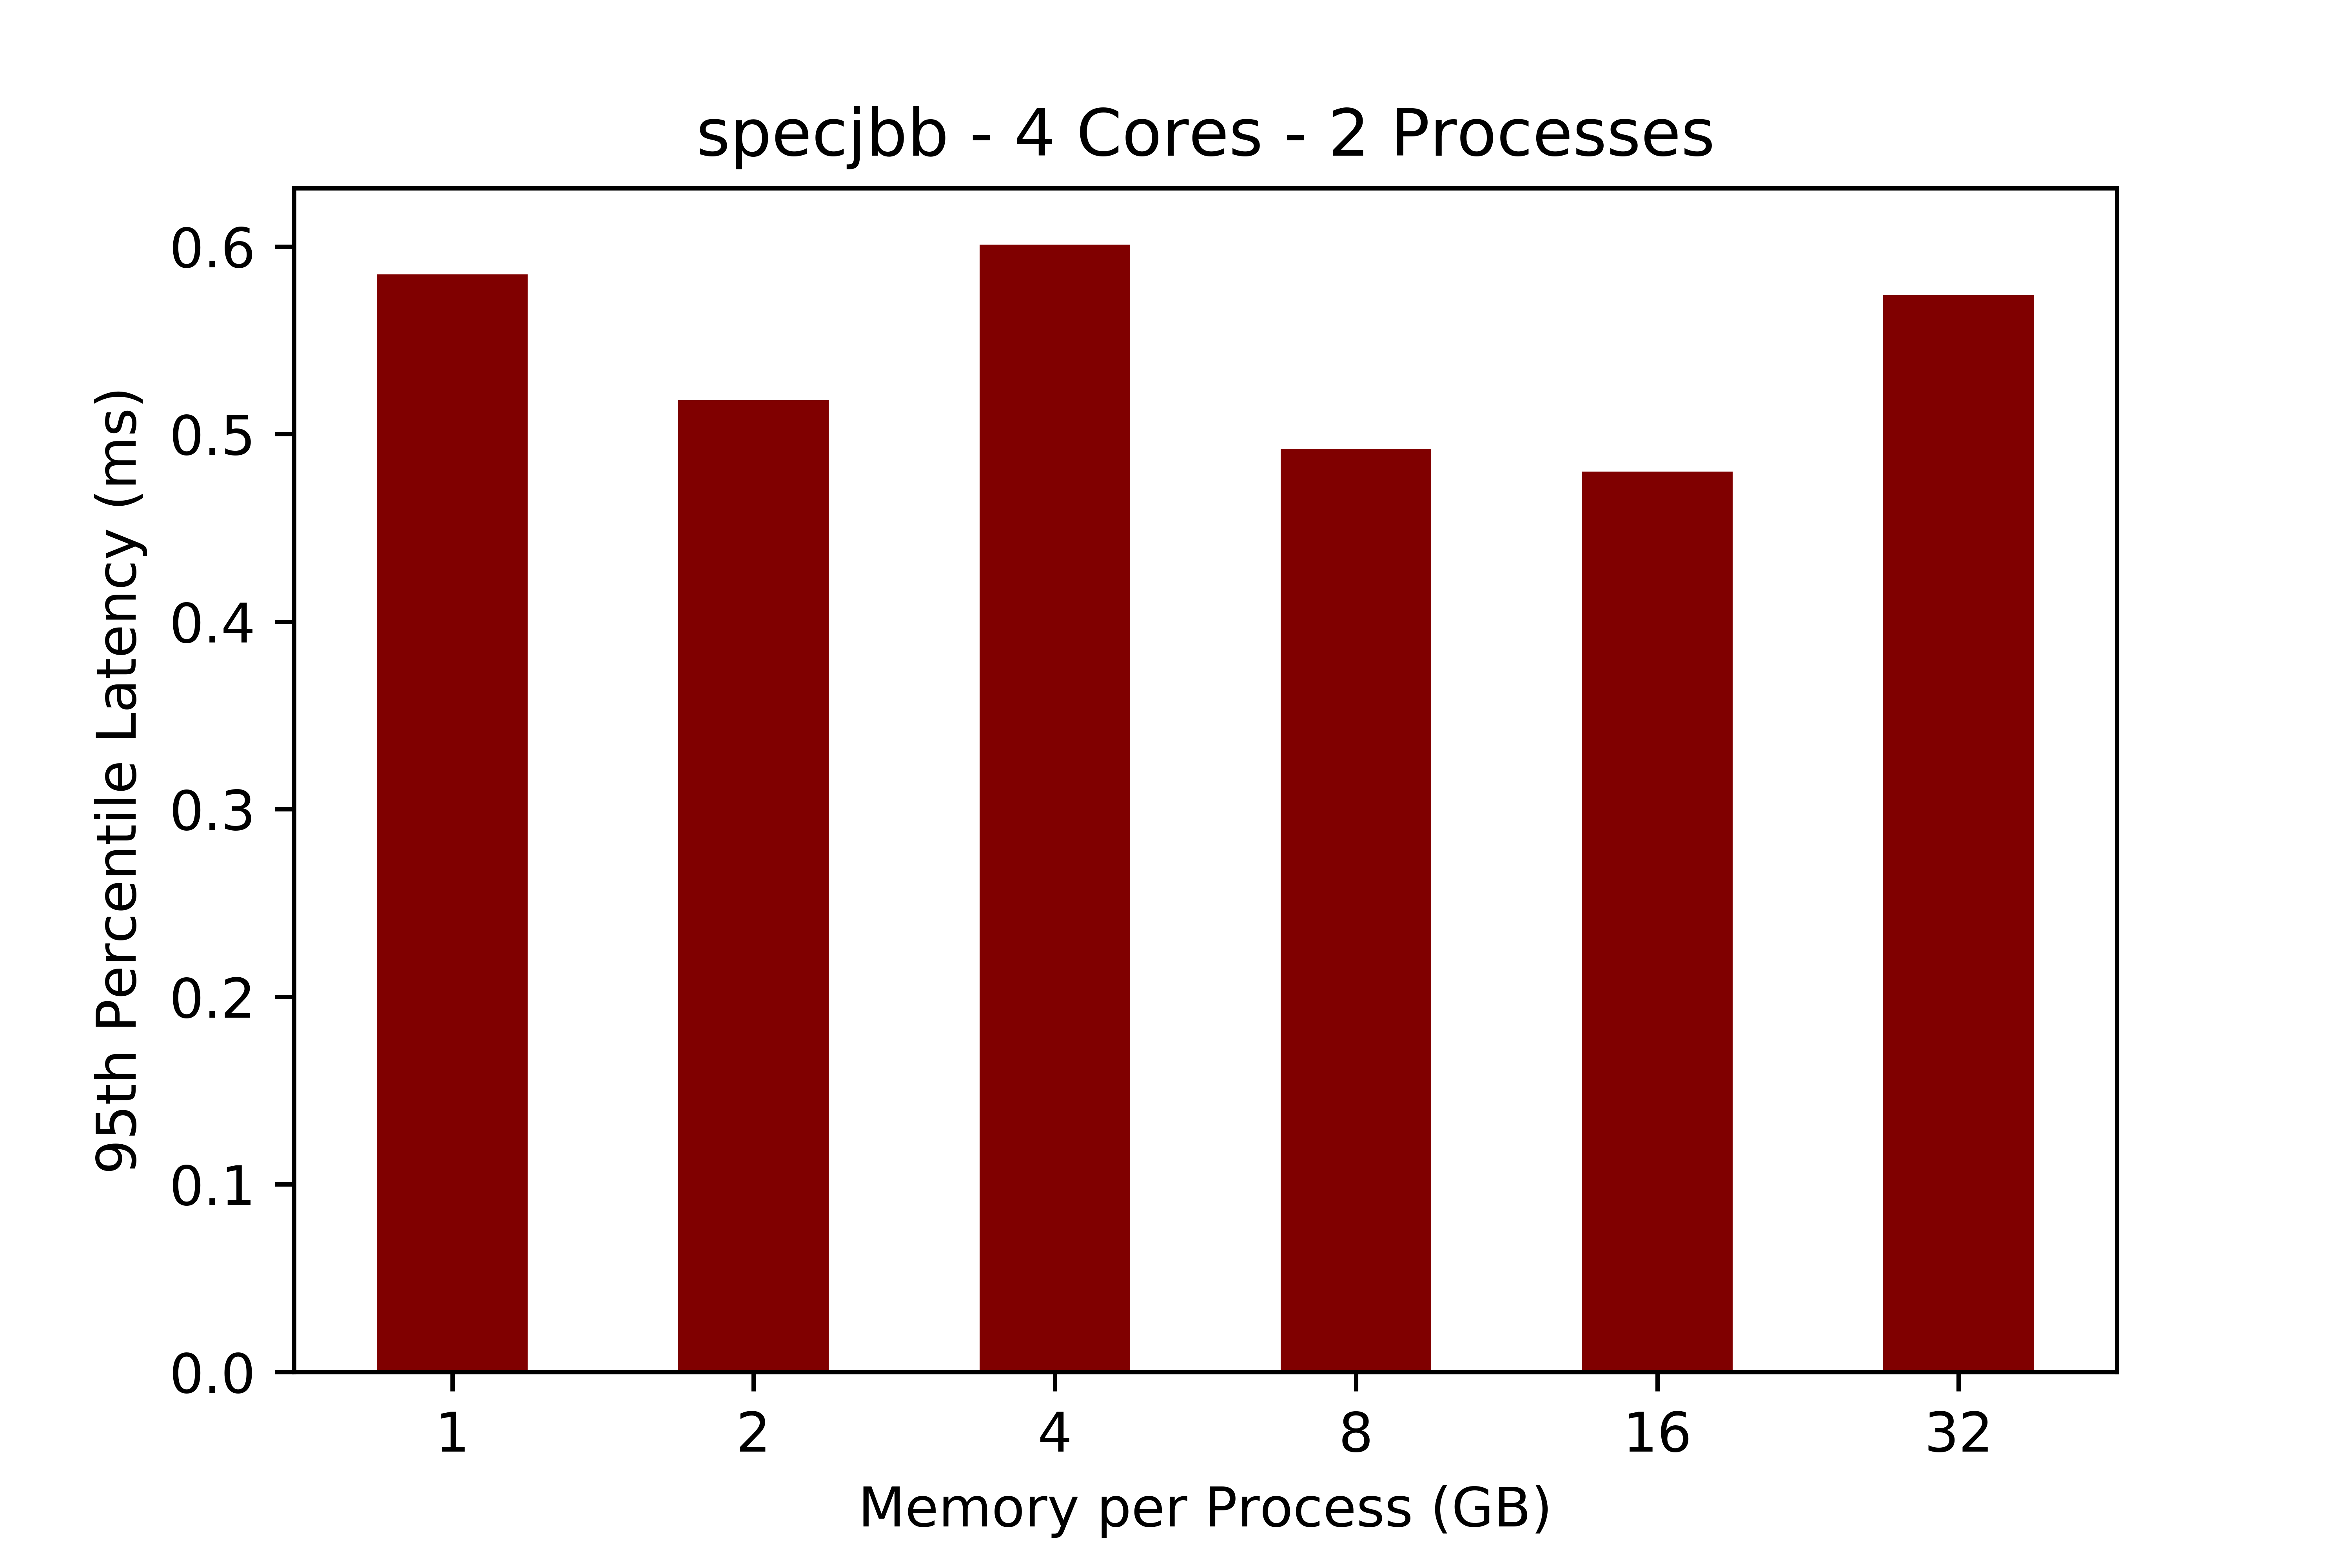 specjbb - 4 Cores - 2 Processes
95th Percentile Latency (ms)
0.6
0.5
0.4
0.3
0.2
0.1
0.0
1 2 4 8 16 32
Memory per Process (GB)